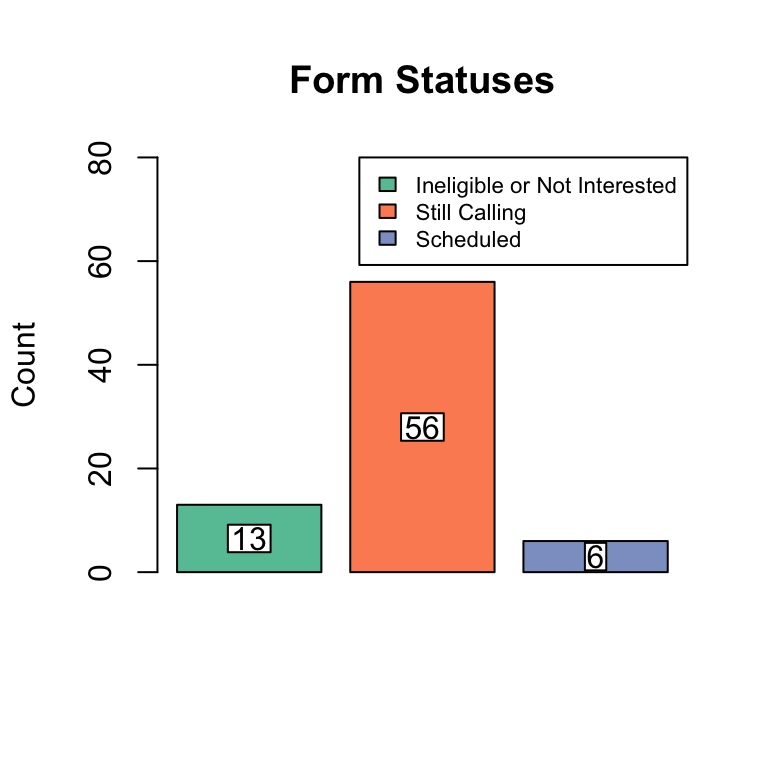 Form Statuses
80
60
40
20
0
Count
Ineligible or Not Interested
Still Calling
Scheduled
13
56
6